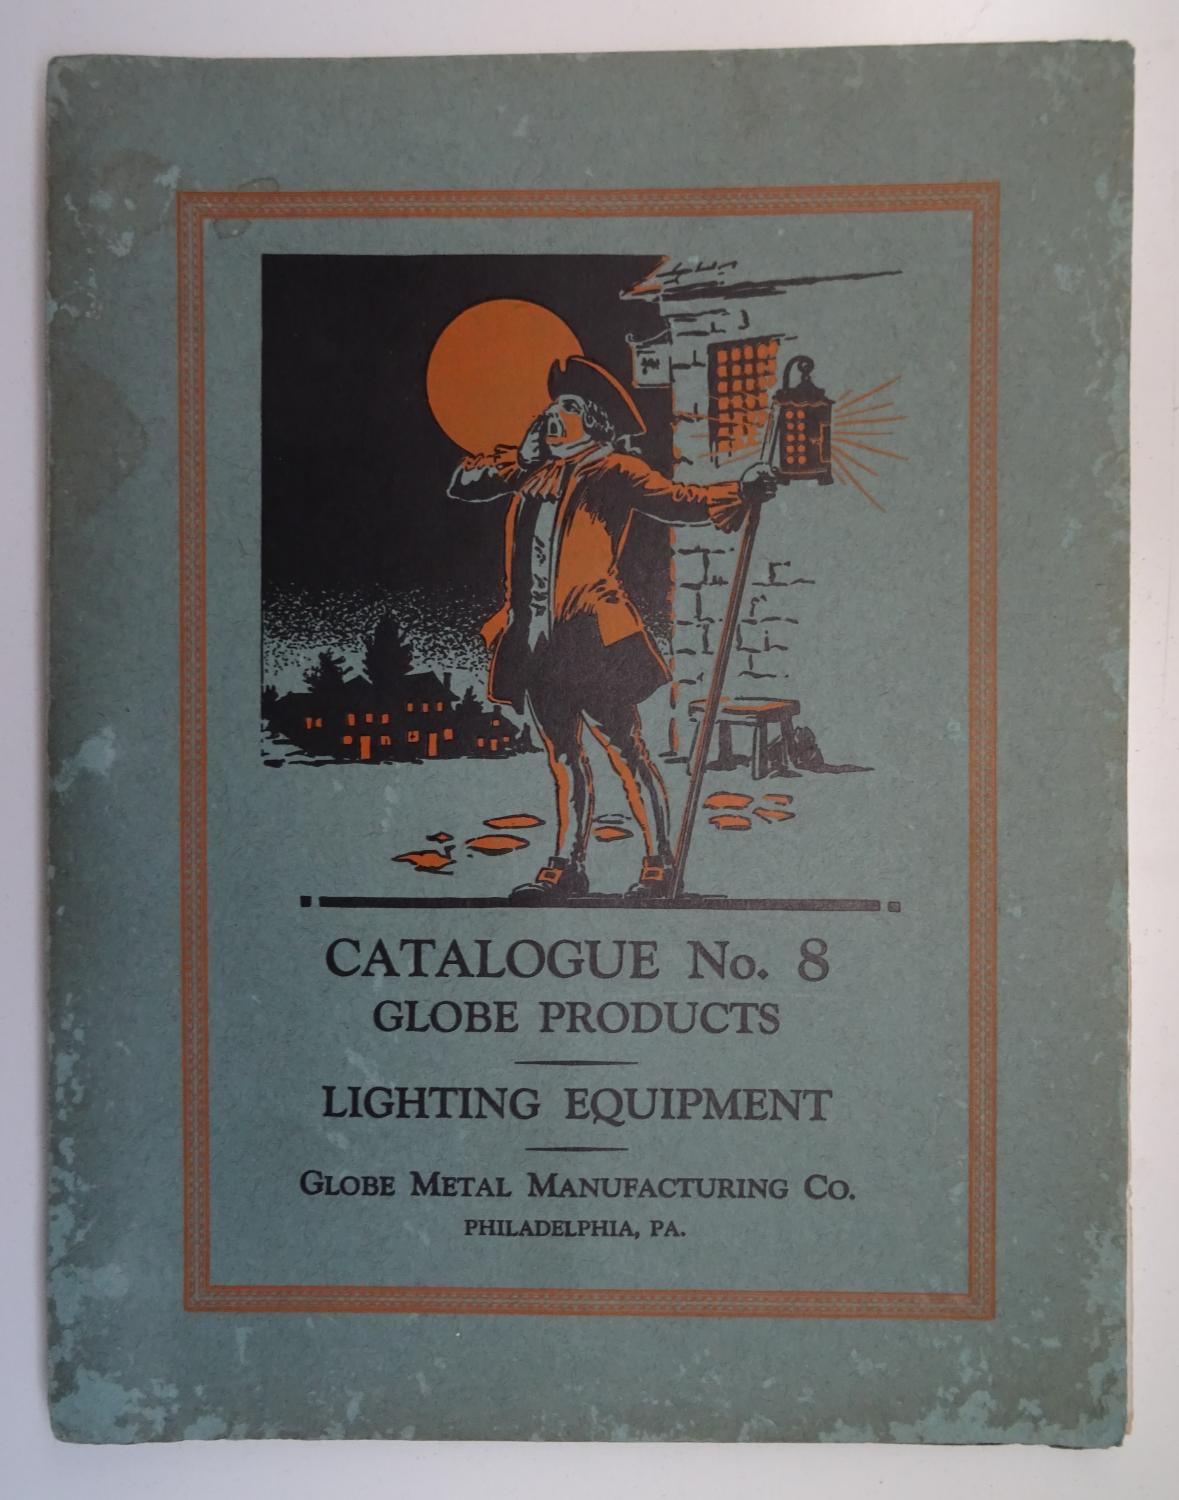 CATALOGUE No. 8
GLOBE PRODUCTS
LIGHTING EQUIPMENT
GLOBE METAL MANUFACTURING CO.
PHILADELPHIA, PA.